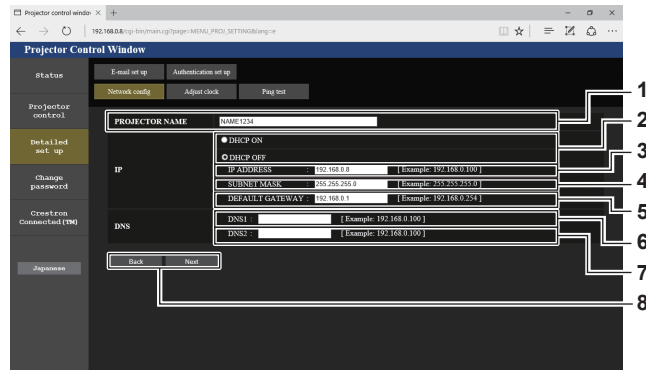 Projector control window
192.168.0.8/cgi-bin/main.cgi?page=MENU_PROJ_SETTING&lang=e
Projector Control Window
Status
E-mail set up Authentication set up
Network config Adjust clock Ping test
Projector control
Detailed set up
Change password
Crestron Connected(TM)
Japanese
PROJECTOR NAME NAME1234 1
IP
DHCP ON 2
DHCP OFF
IP ADDRESS : 192.168.0.8 [ Example: 192.168.0.100 ] 3
SUBNET MASK : 255.255.255.0 [ Example: 255.255.255.0 ] 4
DEFAULT GATEWAY : 192.168.0.1 [ Example: 192.168.0.254 ] 5
DNS
DNS1 : [ Example: 192.168.0.100 ] 6
DNS2 : [ Example: 192.168.0.100 ] 7
Back Next 8